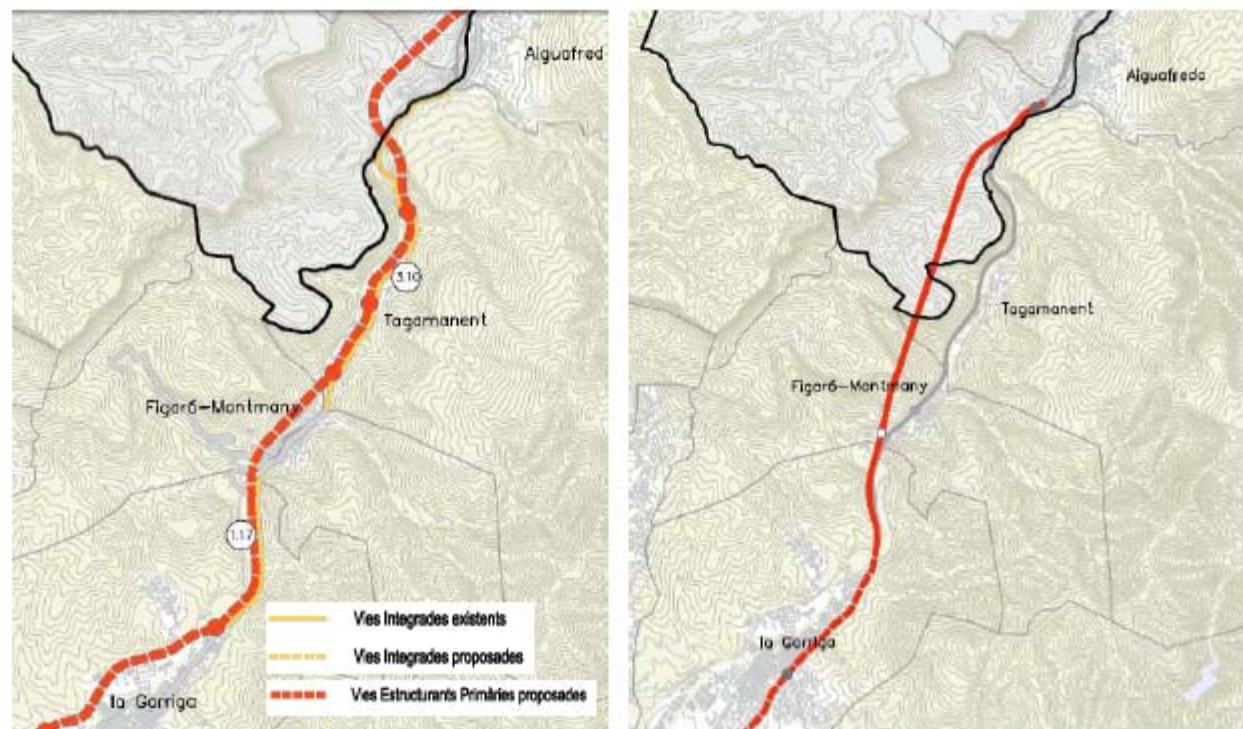 Aiguafred
3.10
Tagamanent
Figaró-Montmany
1.17
Vies Integrades existents
Vies Integrades proposades
Vies Estructurants Primàries proposades
la Garriga
Aiguafreda
Tagamanent
Figaró-Montmany
la Garriga